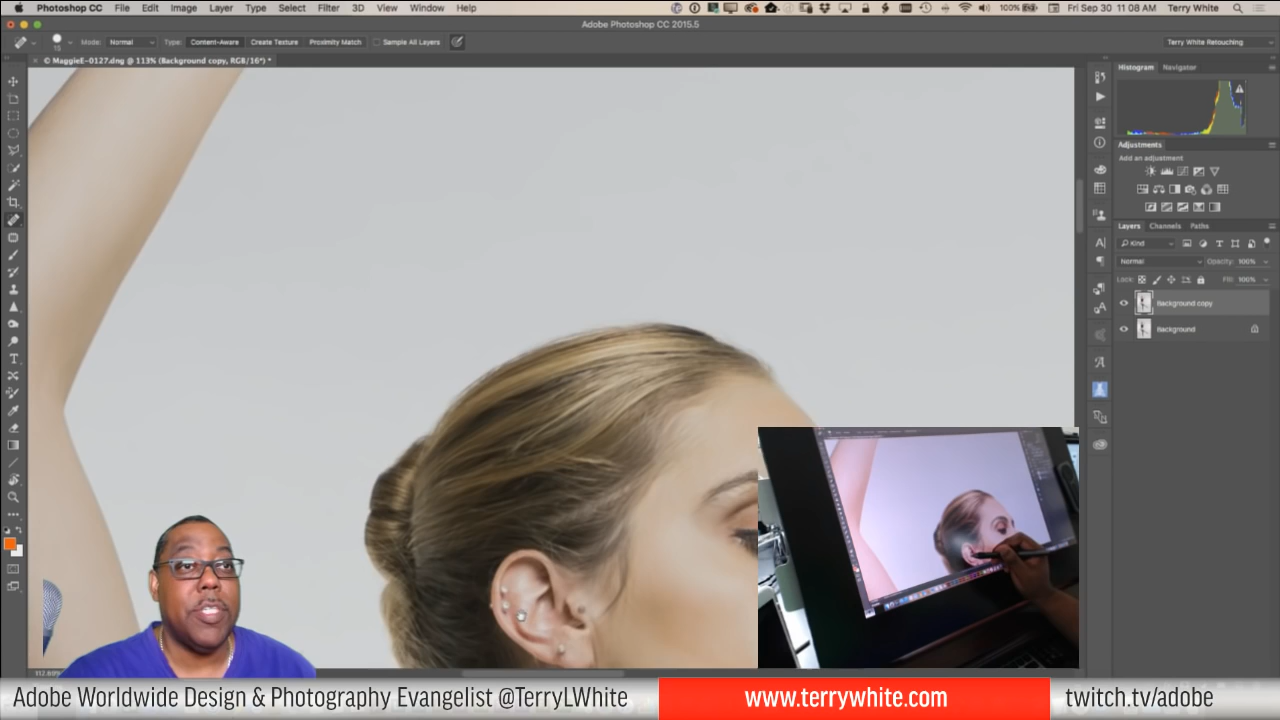 Photoshop CC File Edit Image Layer Type Select Filter 3D View Window Help 100% Fri Sep 30 11:08 AM Terry White
Adobe Photoshop CC 2015.5
15 Mode: Normal Type: Content-Aware Create Texture Proximity Match Sample All Layers Terry White Retouching
× © MaggieE-0127.dng @ 113% (Background copy, RGB/16*) *
Histogram Navigator
Adjustments
Add an adjustment
Layers Channels Paths
Kind
Normal Opacity: 100%
Lock: Fill: 100%
Background copy
Background
Adobe Worldwide Design & Photography Evangelist @TerryLWhite www.terrywhite.com twitch.tv/adobe